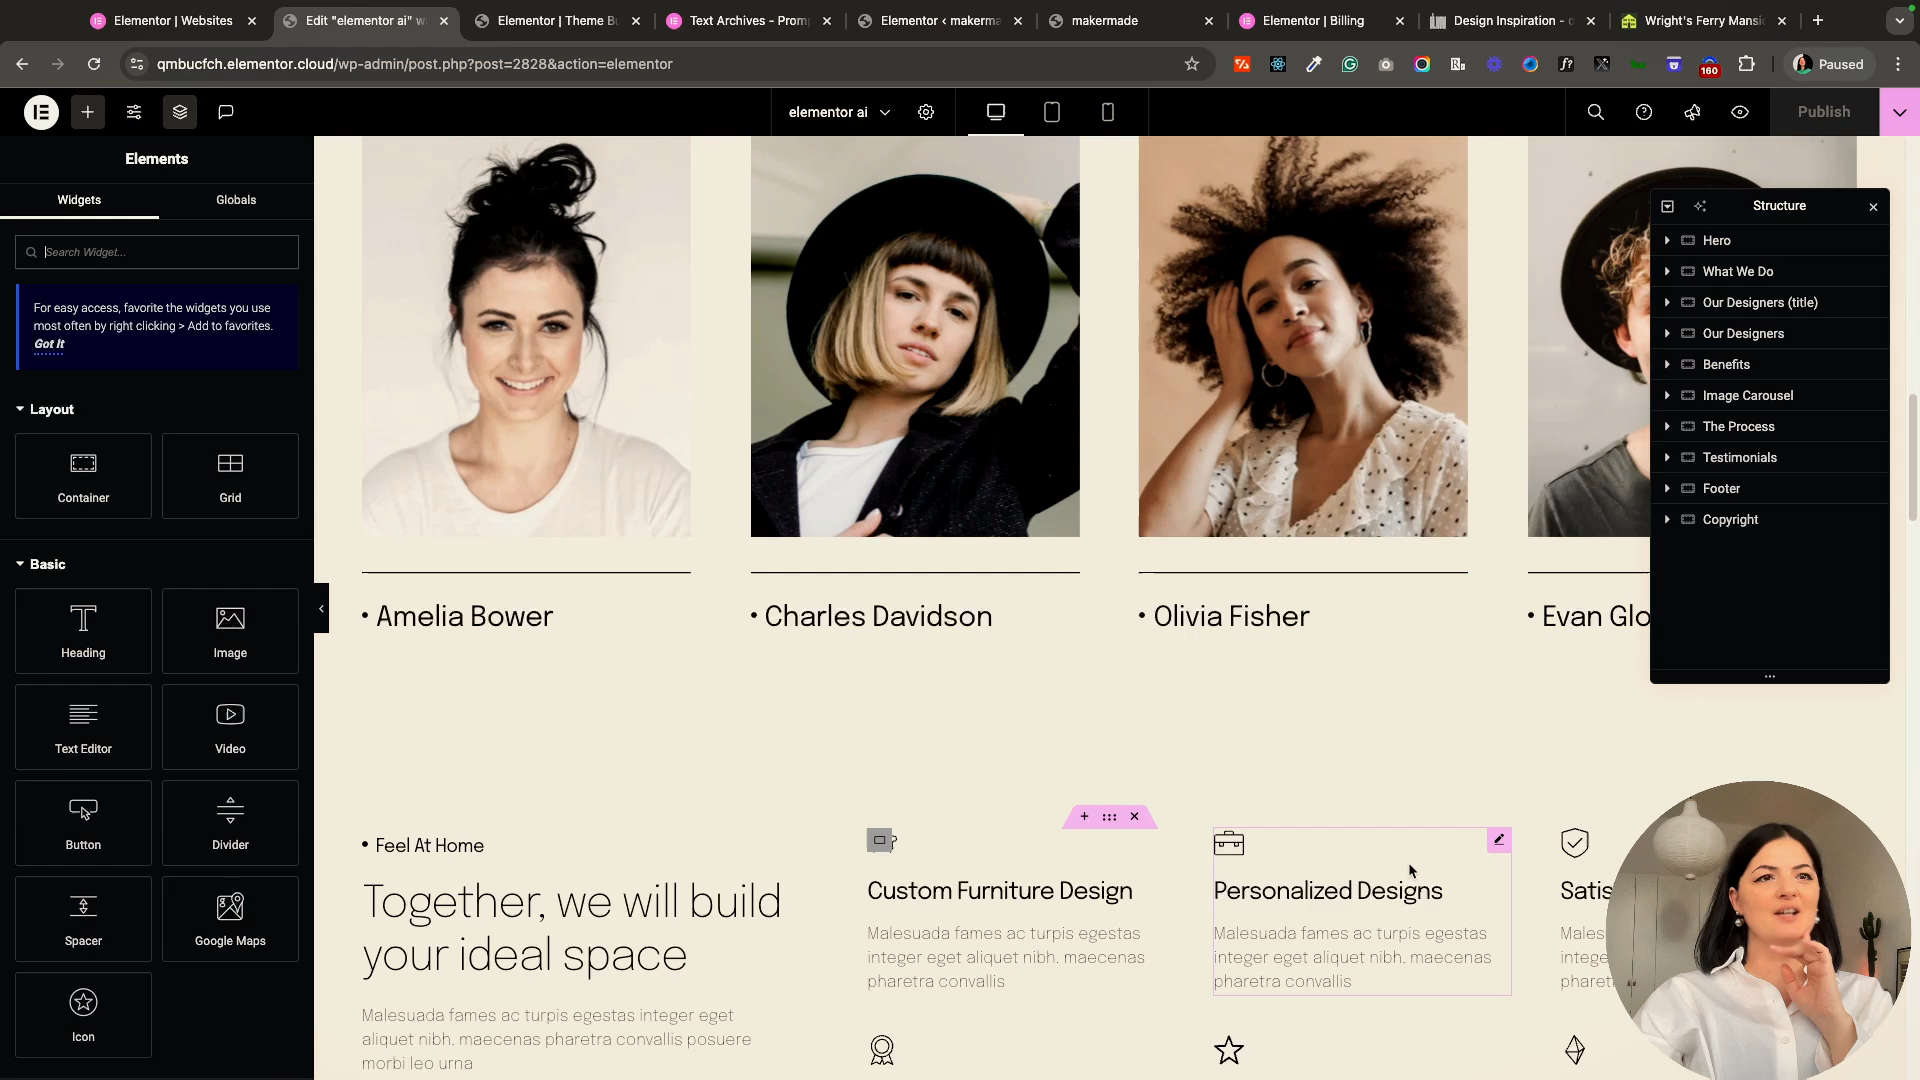 Elementor | Websites
Edit "elementor ai" w
Elementor | Theme Bu
Text Archives - Promp
Elementor < makerma
makermade
Elementor | Billing
Design Inspiration -
Wright's Ferry Mansi
qmbucfch.elementor.cloud/wp-admin/post.php?post=2828&action=elementor
160
Paused
elementor ai
Publish
Elements
Widgets
Globals
Search Widget...
For easy access, favorite the widgets you use
most often by right clicking > Add to favorites.
Got It
Layout
Container
Grid
Basic
Heading
Image
Text Editor
Video
Button
Divider
Spacer
Google Maps
Icon
• Amelia Bower
• Charles Davidson
• Olivia Fisher
• Evan Glo
Structure
Hero
What We Do
Our Designers (title)
Our Designers
Benefits
Image Carousel
The Process
Testimonials
Footer
Copyright
• Feel At Home
Together, we will build
your ideal space
Malesuada fames ac turpis egestas integer eget
aliquet nibh. maecenas pharetra convallis posuere
morbi leo urna
Custom Furniture Design
Malesuada fames ac turpis egestas
integer eget aliquet nibh. maecenas
pharetra convallis
Personalized Designs
Malesuada fames ac turpis egestas
integer eget aliquet nibh. maecenas
pharetra convallis
Satis
Males
integer
pharet